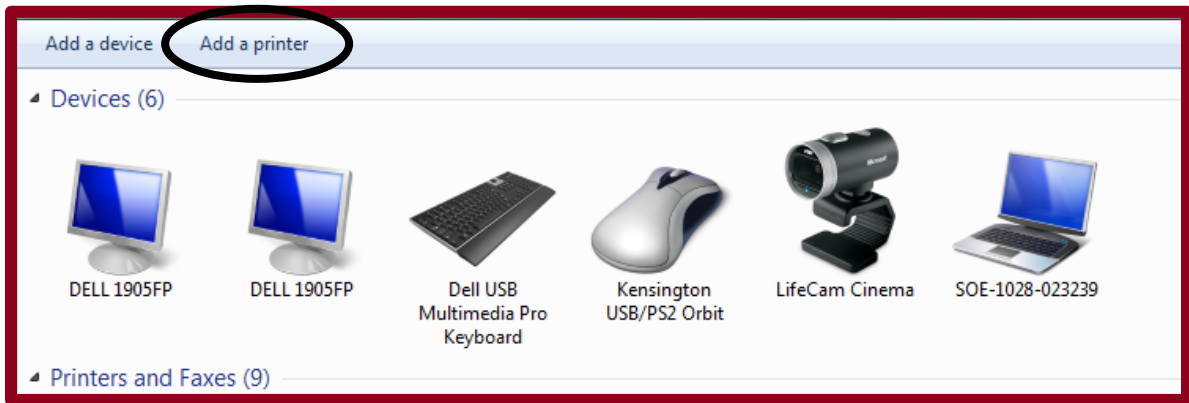 Add a device Add a printer
Devices (6)
DELL 1905FP DELL 1905FP Dell USB Kensington LifeCam Cinema SOE-1028-023239
Multimedia Pro USB/PS2 Orbit
Keyboard
Printers and Faxes (9)